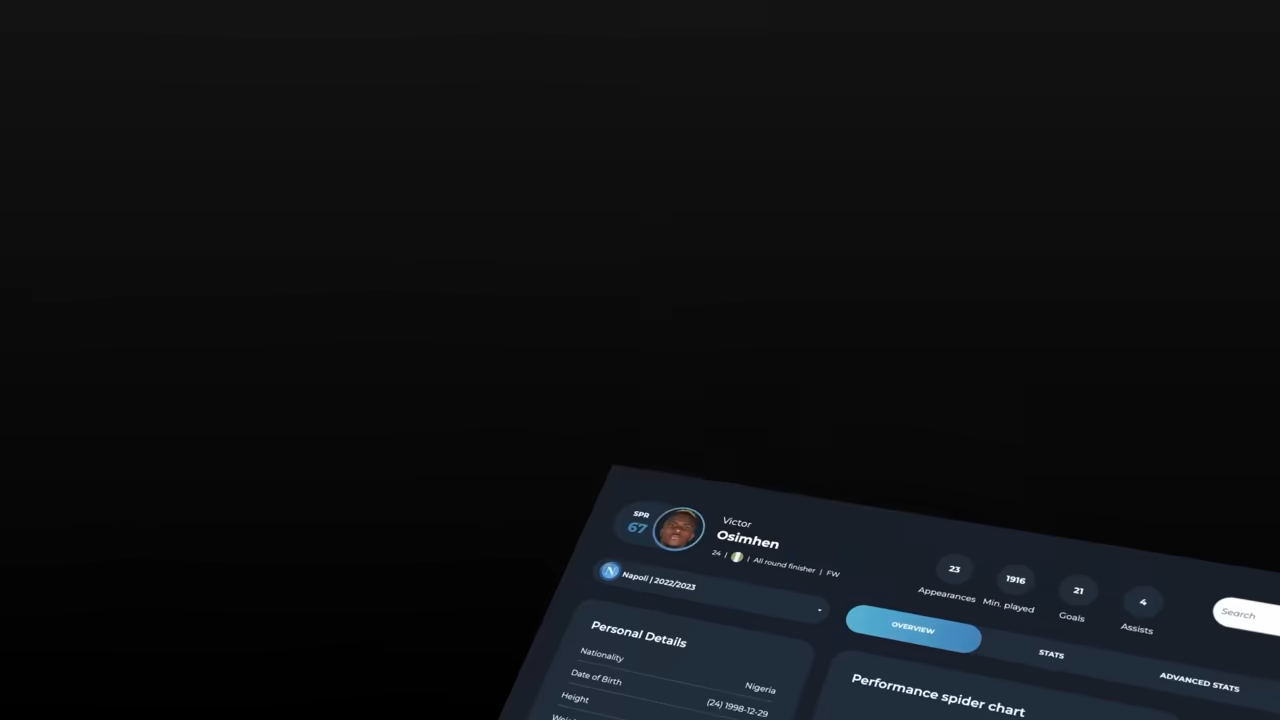 SPR
67
Victor
Osimhen
24 | | All round finisher | FW
Napoli | 2022/2023
23
Appearances
1916
Min. played
21
Goals
4
Assists
Search
OVERVIEW
STATS
ADVANCED STATS
Personal Details
Nationality
Nigeria
Date of Birth
(24) 1998-12-29
Height
Performance spider chart